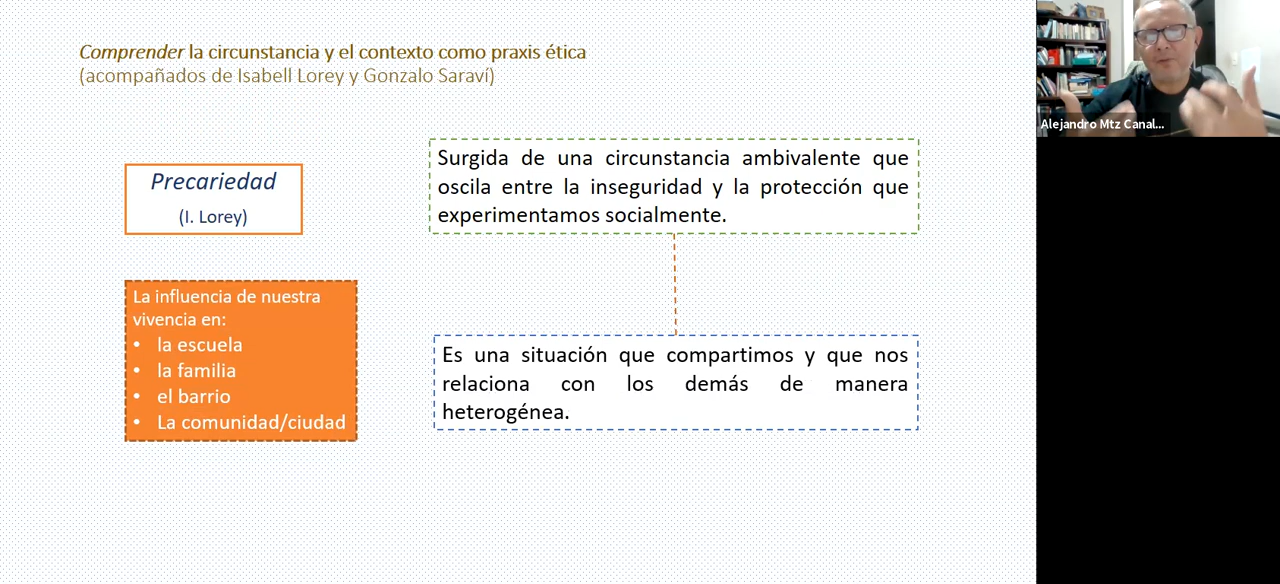 Comprender la circunstancia y el contexto como praxis ética
(acompañados de Isabell Lorey y Gonzalo Saraví)
Precariedad
(I. Lorey)
La influencia de nuestra
vivencia en:
• la escuela
• la familia
• el barrio
• La comunidad/ciudad
Surgida de una circunstancia ambivalente que
oscila entre la inseguridad y la protección que
experimentamos socialmente.
Es una situación que compartimos y que nos
relaciona con los demás de manera
heterogénea.
Alejandro Mtz Canal...